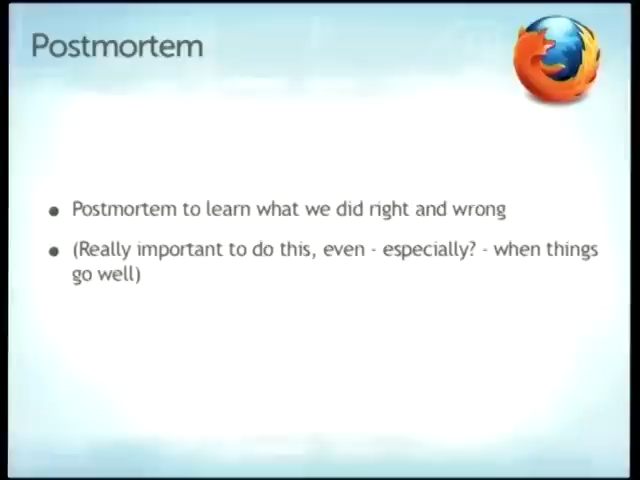 Postmortem
• Postmortem to learn what we did right and wrong
• (Really important to do this, even - especially? - when things
go well)